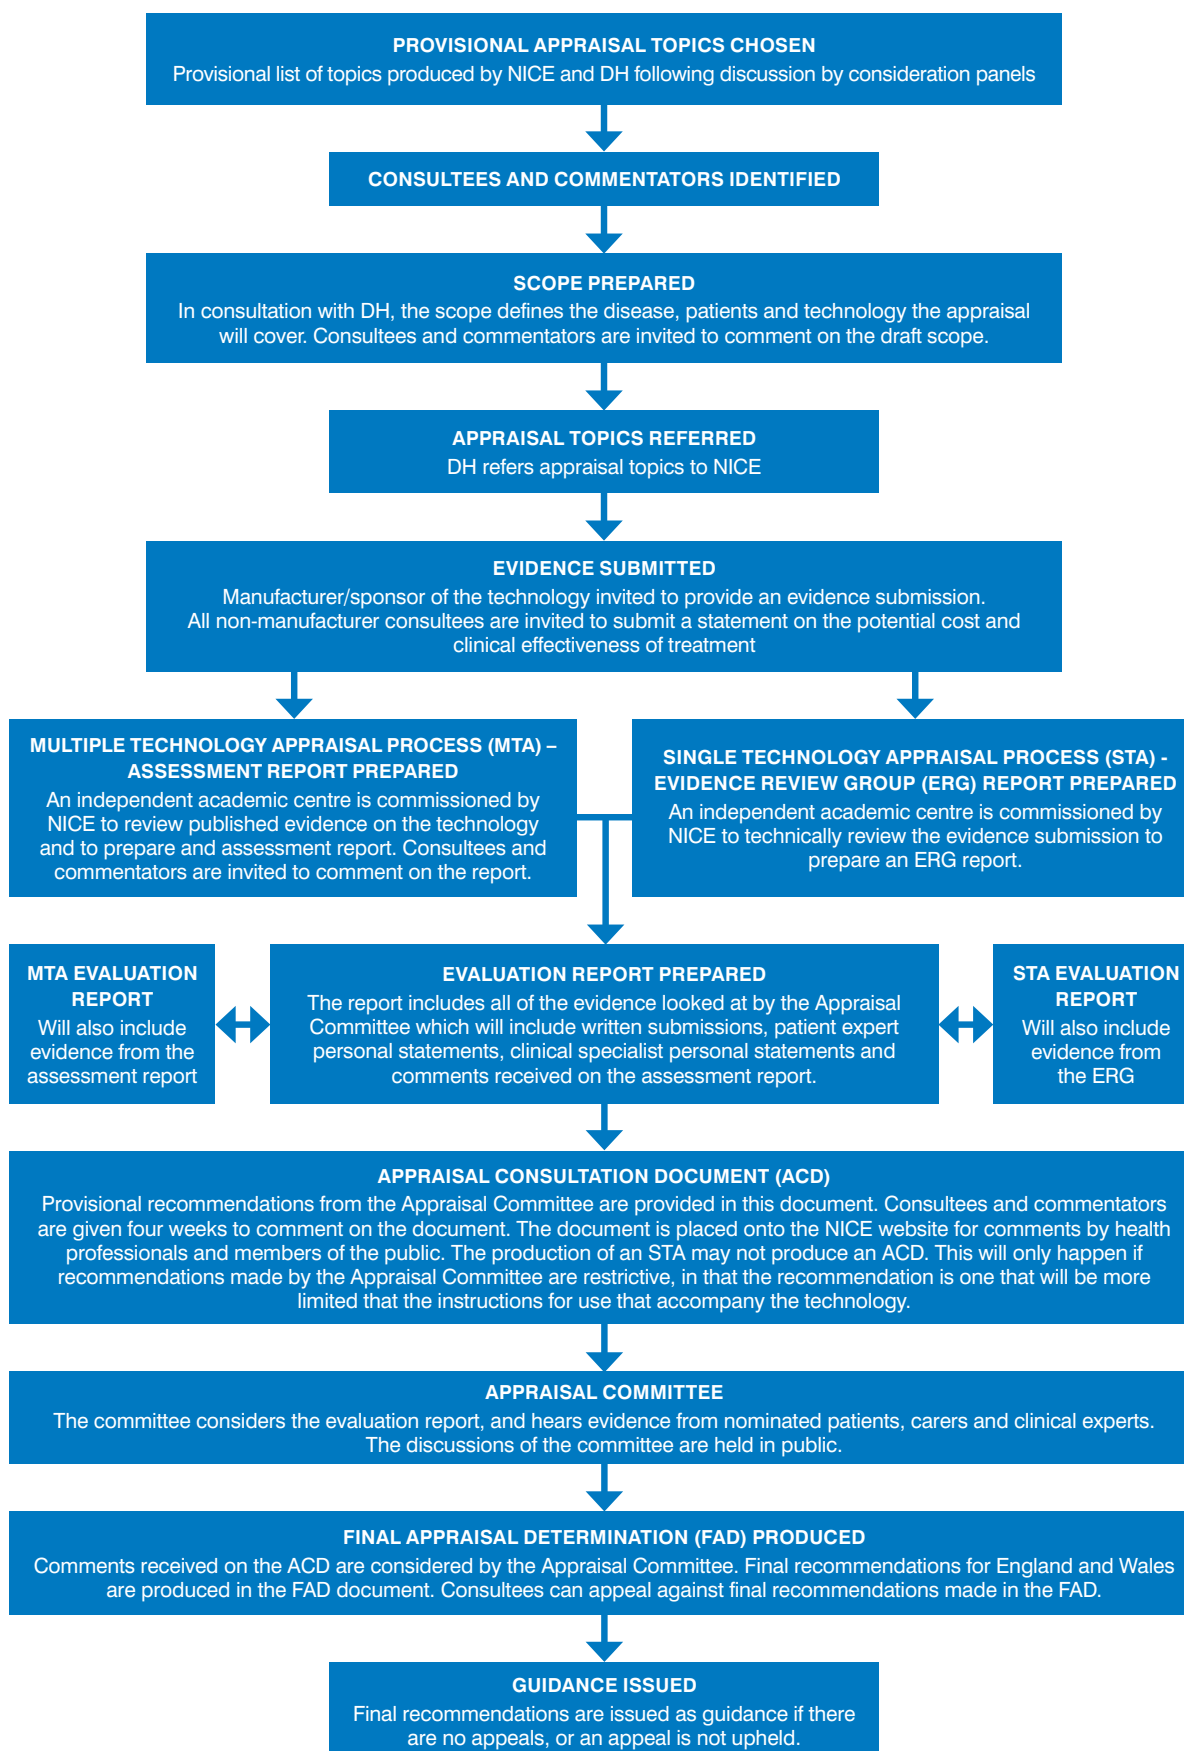 PROVISIONAL APPRAISAL TOPICS CHOSEN
Provisional list of topics produced by NICE and DH following discussion by consideration panels
CONSULTEES AND COMMENTATORS IDENTIFIED
SCOPE PREPARED
In consultation with DH, the scope defines the disease, patients and technology the appraisal
will cover. Consultees and commentators are invited to comment on the draft scope.
APPRAISAL TOPICS REFERRED
DH refers appraisal topics to NICE
EVIDENCE SUBMITTED
Manufacturer/sponsor of the technology invited to provide an evidence submission.
All non-manufacturer consultees are invited to submit a statement on the potential cost and
clinical effectiveness of treatment
MULTIPLE TECHNOLOGY APPRAISAL PROCESS (MTA) –
ASSESSMENT REPORT PREPARED
An independent academic centre is commissioned by
NICE to review published evidence on the technology
and to prepare and assessment report. Consultees and
commentators are invited to comment on the report.
SINGLE TECHNOLOGY APPRAISAL PROCESS (STA) -
EVIDENCE REVIEW GROUP (ERG) REPORT PREPARED
An independent academic centre is commissioned by
NICE to technically review the evidence submission to
prepare an ERG report.
MTA EVALUATION
REPORT
Will also include
evidence from the
assessment report
EVALUATION REPORT PREPARED
The report includes all of the evidence looked at by the Appraisal
Committee which will include written submissions, patient expert
personal statements, clinical specialist personal statements and
comments received on the assessment report.
STA EVALUATION
REPORT
Will also include
evidence from
the ERG
APPRAISAL CONSULTATION DOCUMENT (ACD)
Provisional recommendations from the Appraisal Committee are provided in this document. Consultees and commentators
are given four weeks to comment on the document. The document is placed onto the NICE website for comments by health
professionals and members of the public. The production of an STA may not produce an ACD. This will only happen if
recommendations made by the Appraisal Committee are restrictive, in that the recommendation is one that will be more
limited that the instructions for use that accompany the technology.
APPRAISAL COMMITTEE
The committee considers the evaluation report, and hears evidence from nominated patients, carers and clinical experts.
The discussions of the committee are held in public.
FINAL APPRAISAL DETERMINATION (FAD) PRODUCED
Comments received on the ACD are considered by the Appraisal Committee. Final recommendations for England and Wales
are produced in the FAD document. Consultees can appeal against final recommendations made in the FAD.
GUIDANCE ISSUED
Final recommendations are issued as guidance if there
are no appeals, or an appeal is not upheld.